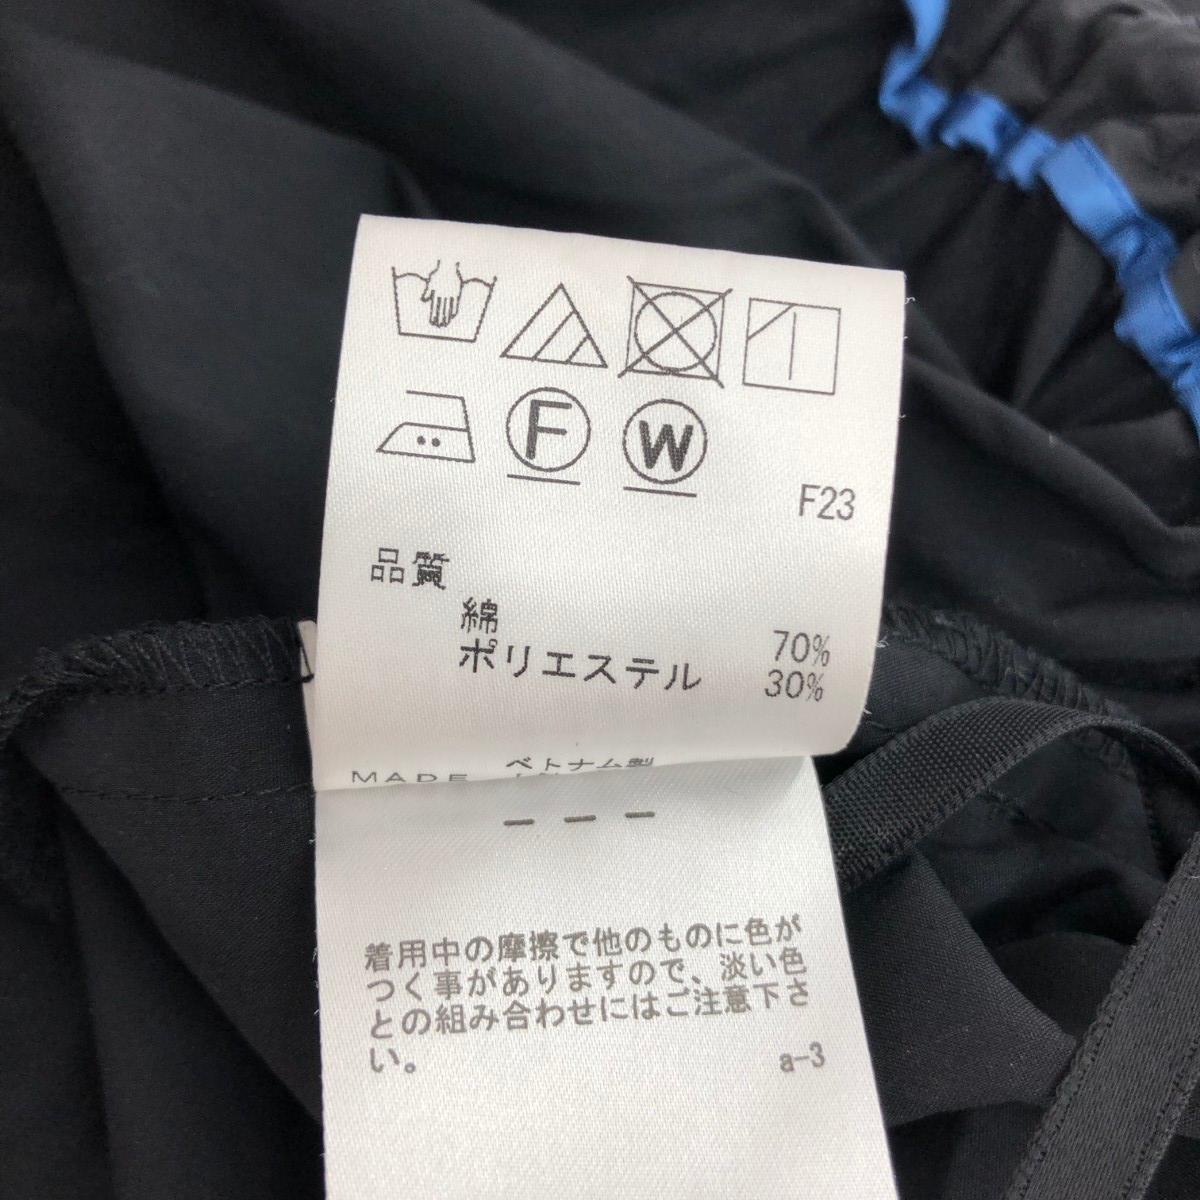 F
W
F23
品質
綿 70%
ポリエステル 30%
ベトナム製
MADE
着用中の摩擦で他のものに色が
つく事がありますので、淡い色
との組み合わせにはご注意下さ
い。
a-3